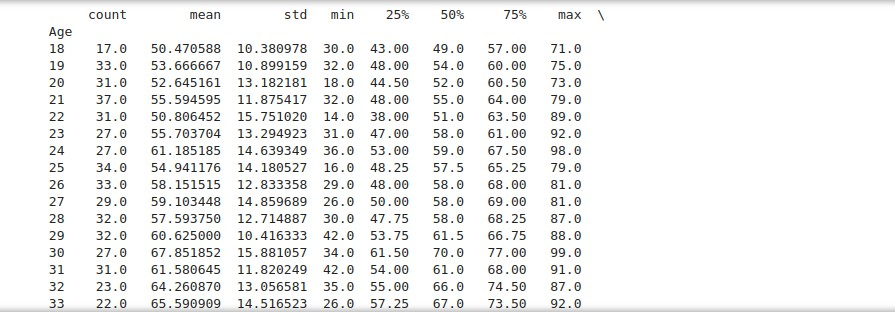 count mean std min 25% 50% 75% max \
Age
18 17.0 50.470588 10.380978 30.0 43.00 49.0 57.00 71.0
19 33.0 53.666667 10.899159 32.0 48.00 54.0 60.00 75.0
20 31.0 52.645161 13.182181 18.0 44.50 52.0 60.50 73.0
21 37.0 55.594595 11.875417 32.0 48.00 55.0 64.00 79.0
22 31.0 50.806452 15.751020 14.0 38.00 51.0 63.50 89.0
23 27.0 55.703704 13.294923 31.0 47.00 58.0 61.00 92.0
24 27.0 61.185185 14.639349 36.0 53.00 59.0 67.50 98.0
25 34.0 54.941176 14.180527 16.0 48.25 57.5 65.25 79.0
26 33.0 58.151515 12.833358 29.0 48.00 58.0 68.00 81.0
27 29.0 59.103448 14.859689 26.0 50.00 58.0 69.00 81.0
28 32.0 57.593750 12.714887 30.0 47.75 58.0 68.25 87.0
29 32.0 60.625000 10.416333 42.0 53.75 61.5 66.75 88.0
30 27.0 67.851852 15.881057 34.0 61.50 70.0 77.00 99.0
31 31.0 61.580645 11.820249 42.0 54.00 61.0 68.00 91.0
32 23.0 64.260870 13.056581 35.0 55.00 66.0 74.50 87.0
33 22.0 65.590909 14.516523 26.0 57.25 67.0 73.50 92.0